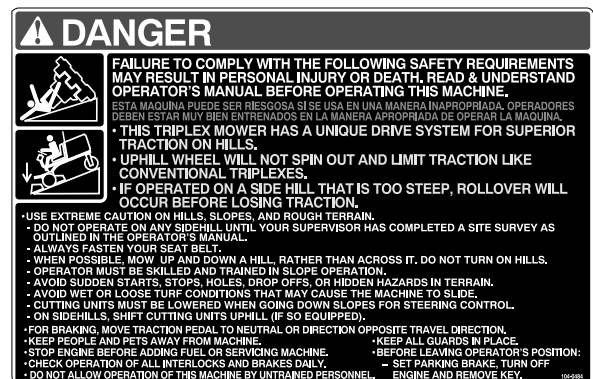 DANGER
FAILURE TO COMPLY WITH THE FOLLOWING SAFETY REQUIREMENTS
MAY RESULT IN PERSONAL INJURY OR DEATH. READ & UNDERSTAND
OPERATOR'S MANUAL BEFORE OPERATING THIS MACHINE.
ESTA MAQUINA PUEDE SER RIESGOSA SI SE USA EN UNA MANERA INAPROPRIADA. OPERADORES
DEBEN ESTAR MUY BIEN ENTRENADOS EN LA MANERA APROPRIADA DE OPERAR LA MAQUINA.
• THIS TRIPLEX MOWER HAS A UNIQUE DRIVE SYSTEM FOR SUPERIOR
TRACTION ON HILLS.
• UPHILL WHEEL WILL NOT SPIN OUT AND LIMIT TRACTION LIKE
CONVENTIONAL TRIPLEXES.
• IF OPERATED ON A SIDE HILL THAT IS TOO STEEP, ROLLOVER WILL
OCCUR BEFORE LOSING TRACTION.
•USE EXTREME CAUTION ON HILLS, SLOPES, AND ROUGH TERRAIN.
- DO NOT OPERATE ON ANY SIDEHILL UNTIL YOUR SUPERVISOR HAS COMPLETED A SITE SURVEY AS
OUTLINED IN THE OPERATOR'S MANUAL.
- ALWAYS FASTEN YOUR SEAT BELT.
- WHEN POSSIBLE, MOW UP AND DOWN A HILL, RATHER THAN ACROSS IT. DO NOT TURN ON HILLS.
- OPERATOR MUST BE SKILLED AND TRAINED IN SLOPE OPERATION.
- AVOID SUDDEN STARTS, STOPS, HOLES, DROP OFFS, OR HIDDEN HAZARDS IN TERRAIN.
- AVOID WET OR LOOSE TURF CONDITIONS THAT MAY CAUSE THE MACHINE TO SLIDE.
- CUTTING UNITS MUST BE LOWERED WHEN GOING DOWN SLOPES FOR STEERING CONTROL.
- ON SIDEHILLS, SHIFT CUTTING UNITS UPHILL (IF SO EQUIPPED).
•FOR BRAKING, MOVE TRACTION PEDAL TO NEUTRAL OR DIRECTION OPPOSITE TRAVEL DIRECTION.
•KEEP PEOPLE AND PETS AWAY FROM MACHINE.
•STOP ENGINE BEFORE ADDING FUEL OR SERVICING MACHINE.
•CHECK OPERATION OF ALL INTERLOCKS AND BRAKES DAILY.
• DO NOT ALLOW OPERATION OF THIS MACHINE BY UNTRAINED PERSONNEL.
•KEEP ALL GUARDS IN PLACE.
•BEFORE LEAVING OPERATOR'S POSITION:
– SET PARKING BRAKE, TURN OFF
ENGINE AND REMOVE KEY.
104-0484